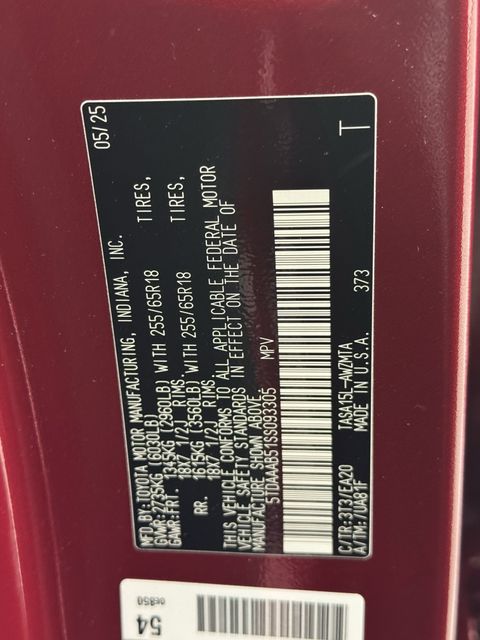 MFD.BY:TOYOTA MOTOR MANUFACTURING, INDIANA, INC. 05/25
GVWR:2735KG (6030LB)
GAWR:FRT. 1345KG (2960LB) WITH 255/65R18 TIRES,
18X7 1/2J RIMS
RR. 1615KG (3560LB) WITH 255/65R18 TIRES,
18X7 1/2J RIMS
THIS VEHICLE CONFORMS TO ALL APPLICABLE FEDERAL MOTOR
VEHICLE SAFETY STANDARDS IN EFFECT ON THE DATE OF
MANUFACTURE SHOWN ABOVE.
5TDAAAB51SS093305 MPV
C/TR:3T3/EA20 TASA15L-AWZMTA 373 T
A/TM:/UA81F MADE IN U.S.A.
54
0E850